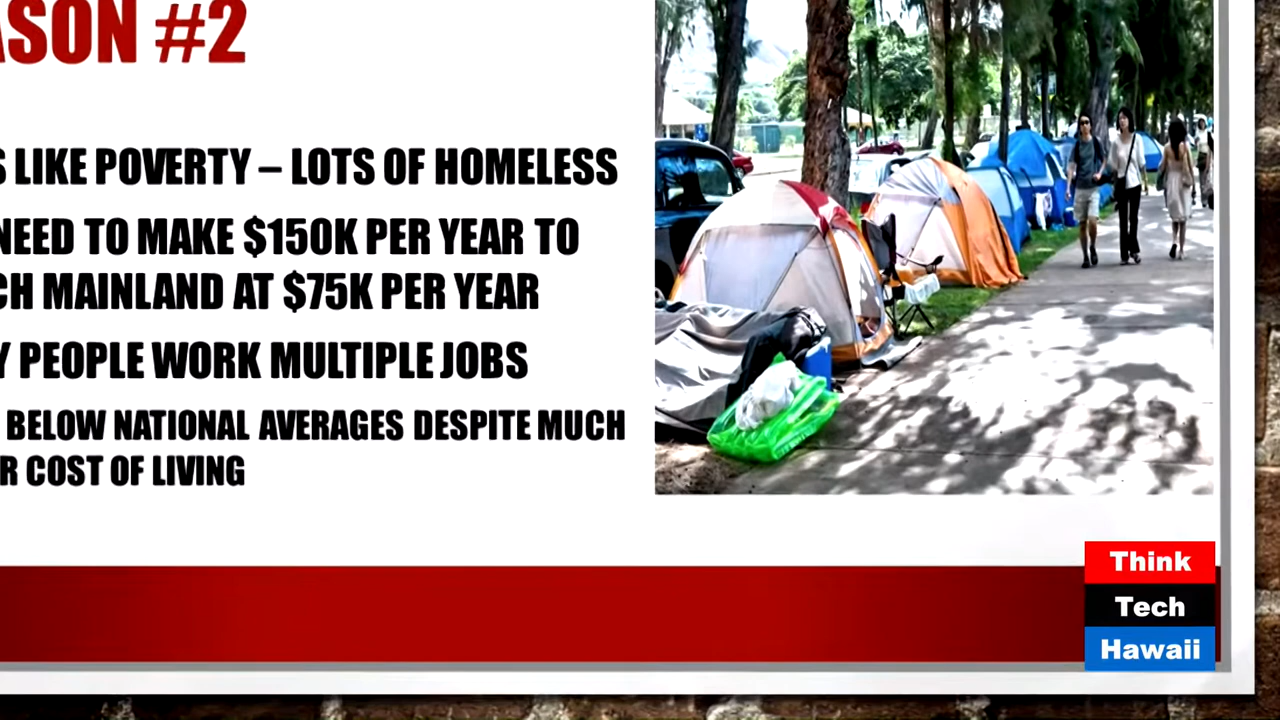 ASON #2
S LIKE POVERTY – LOTS OF HOMELESS
NEED TO MAKE $150K PER YEAR TO
CH MAINLAND AT $75K PER YEAR
Y PEOPLE WORK MULTIPLE JOBS
BELOW NATIONAL AVERAGES DESPITE MUCH
R COST OF LIVING
Think
Tech
Hawaii